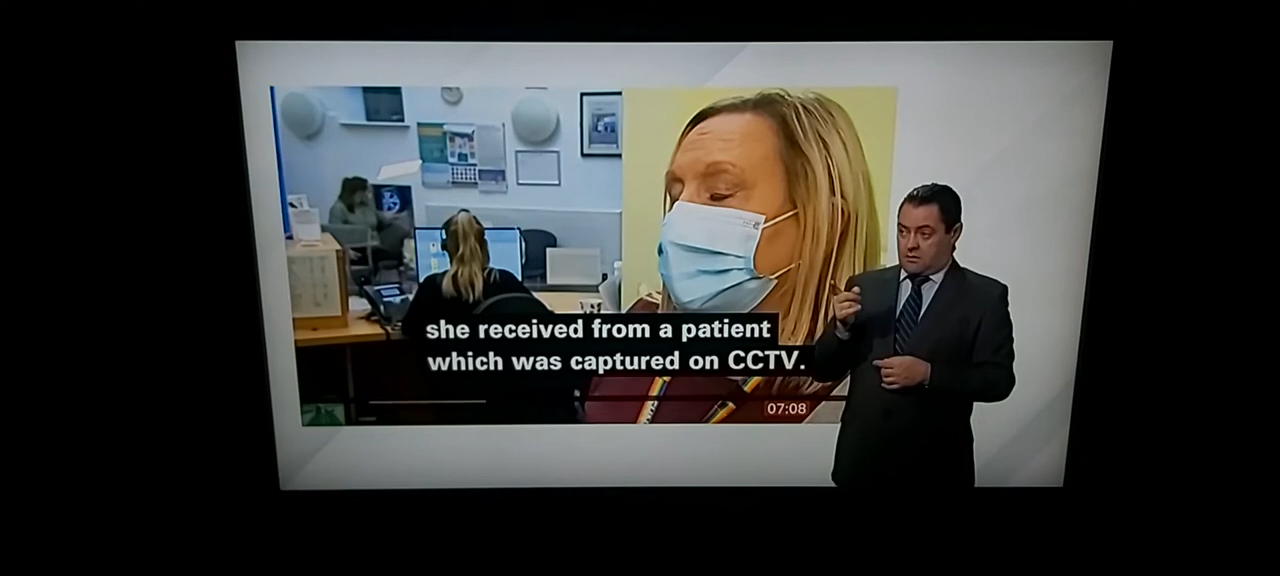 she received from a patient
which was captured on CCTV.
07:08